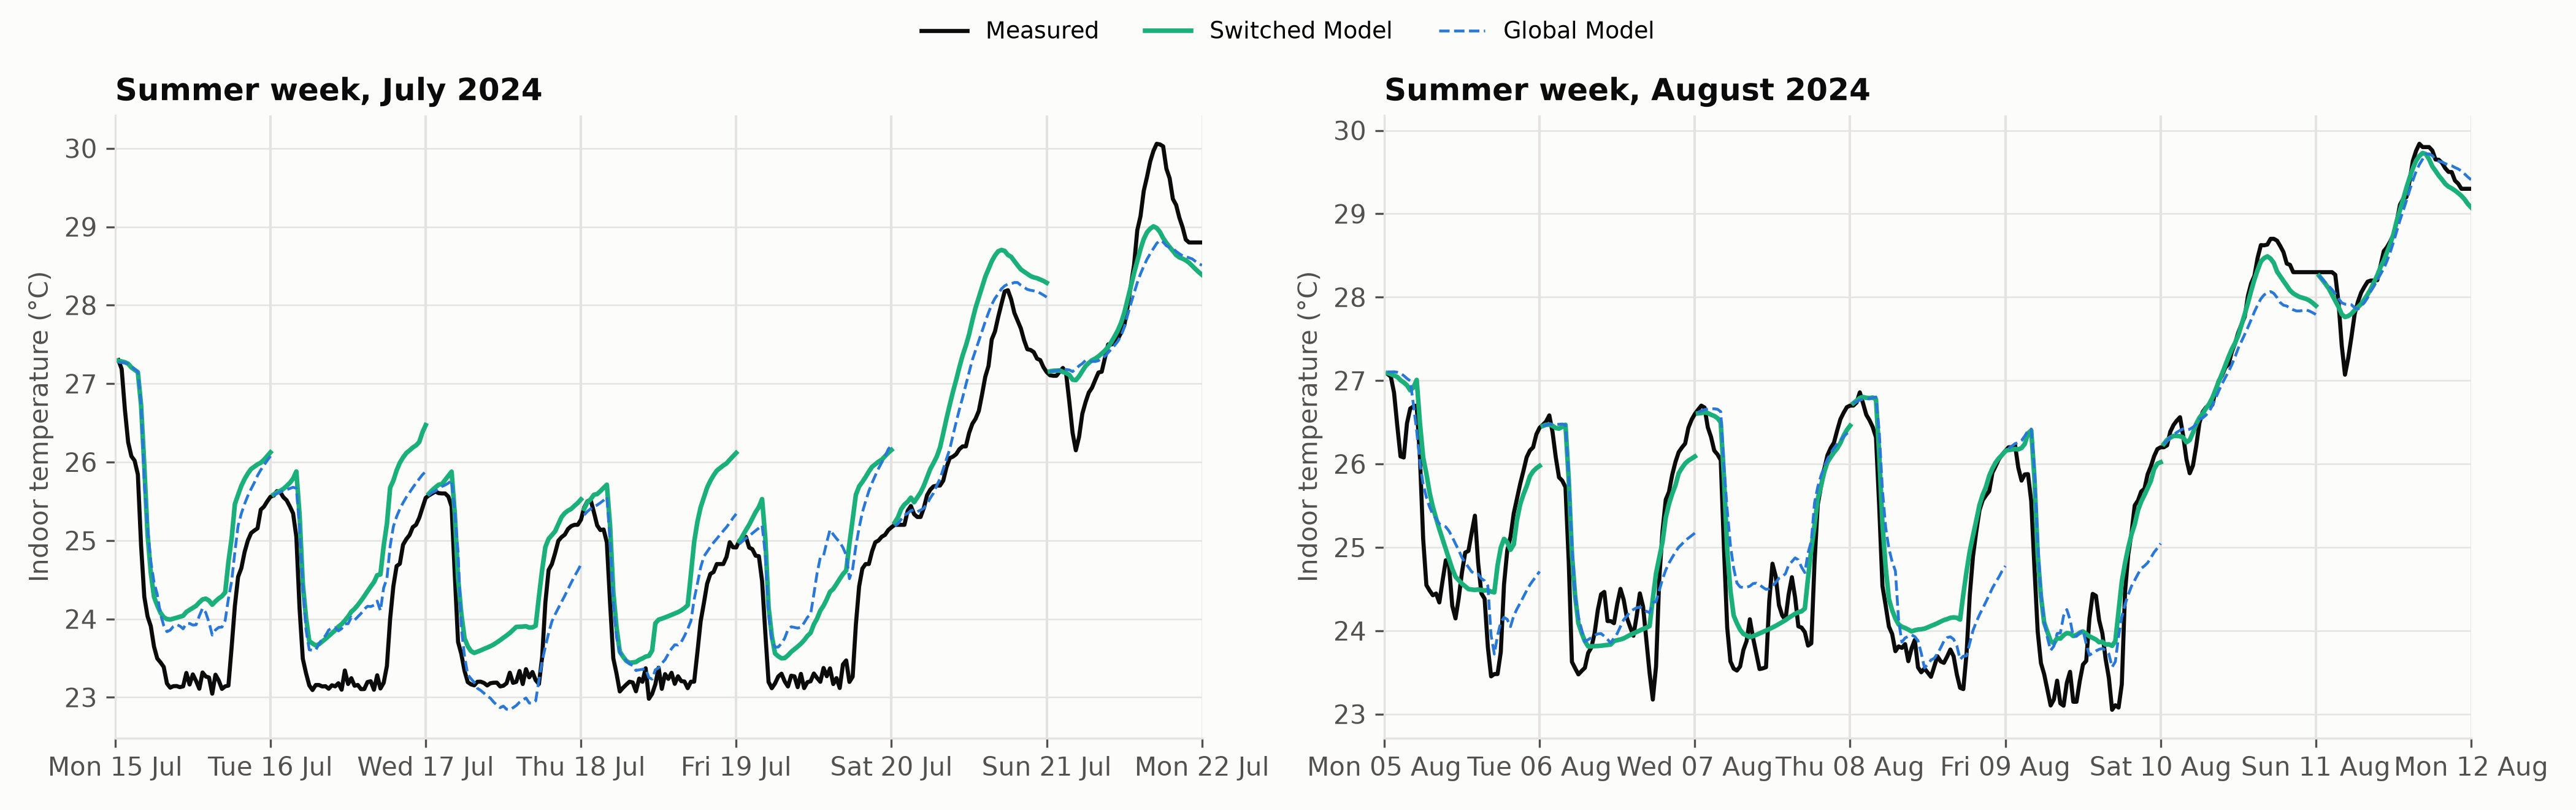 Measured Switched Model Global Model
Summer week, July 2024
Indoor temperature (°C)
30
29
28
27
26
25
24
23
Mon 15 Jul Tue 16 Jul Wed 17 Jul Thu 18 Jul Fri 19 Jul Sat 20 Jul Sun 21 Jul Mon 22 Jul
Summer week, August 2024
Indoor temperature (°C)
30
29
28
27
26
25
24
23
Mon 05 Aug Tue 06 Aug Wed 07 Aug Thu 08 Aug Fri 09 Aug Sat 10 Aug Sun 11 Aug Mon 12 Aug